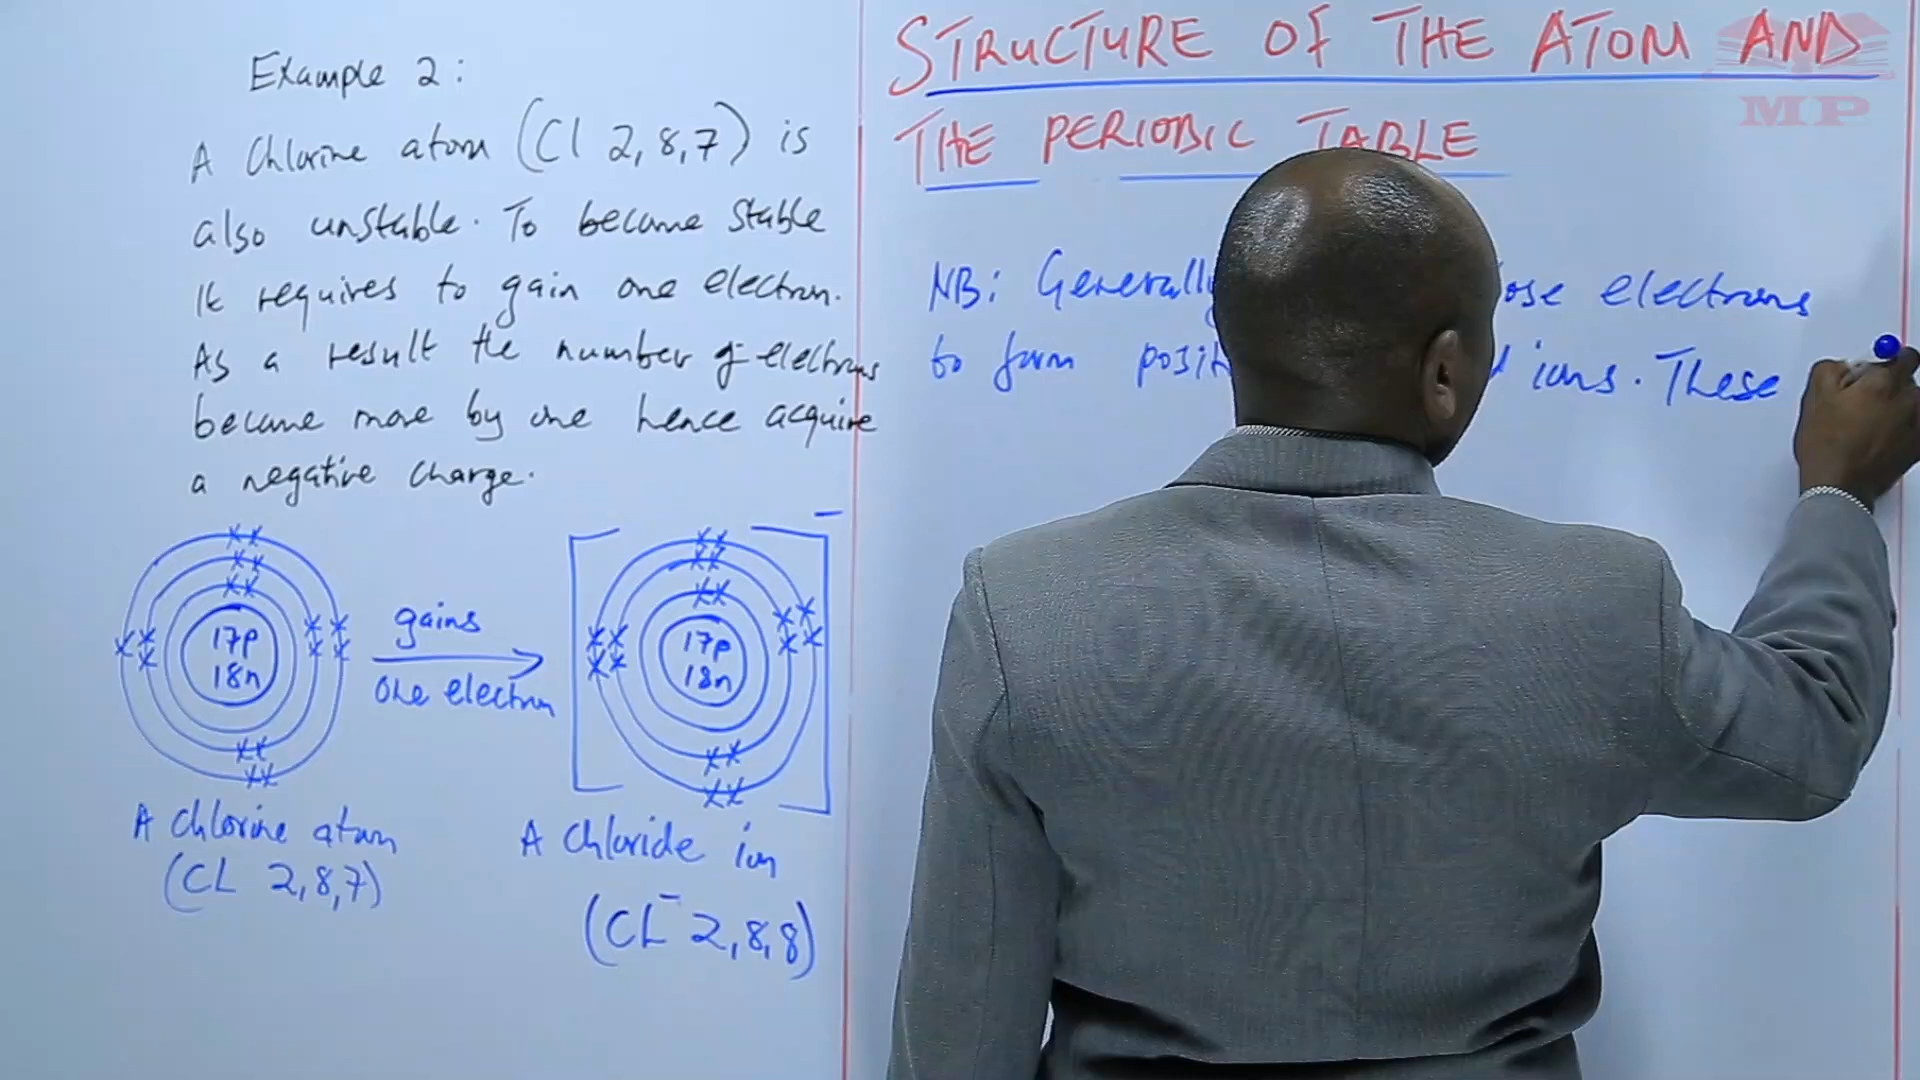 Example 2:
A Chlorine atom (Cl 2,8,7) is
also unstable. To become stable
It requires to gain one electron.
As a result the number of electrons
become more by one hence acquire
a negative charge.
17p
18n
gains
one electron
17p
18n
-
A chlorine atom
(CL 2,8,7)
A chloride ion
(CL⁻ 2,8,8)
STRUCTURE OF THE ATOM AND
THE PERIODIC TABLE
NB: Generally electrons
to form ions. These
MP